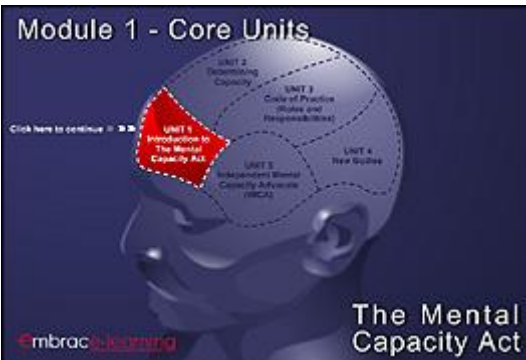 Module 1 - Core Units
UNIT 2
Determining
Capacity
UNIT 3
Code of Practice
(Roles and
Responsibilities)
Click here to continue
UNIT 1
Introduction to
The Mental
Capacity Act
UNIT 4
New Bodies
UNIT 5
Independent Mental
Capacity Advocate
(IMCA)
embrace-learning
The Mental
Capacity Act